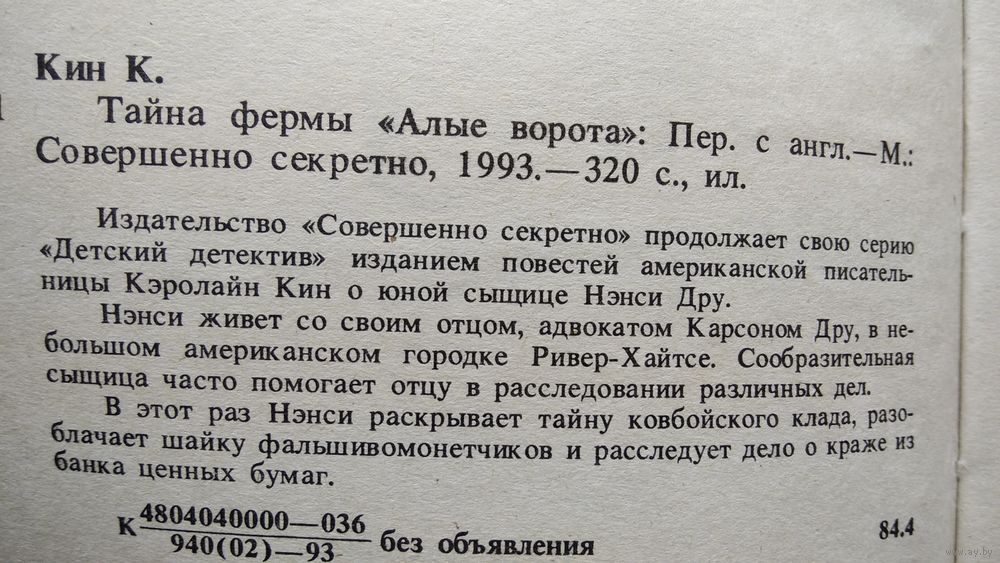 Кин К.
Тайна фермы «Алые ворота»: Пер. с англ.—М.:
Совершенно секретно, 1993.—320 с., ил.
Издательство «Совершенно секретно» продолжает свою серию
«Детский детектив» изданием повестей американской писатель-
ницы Кэролайн Кин о юной сыщице Нэнси Дру.
Нэнси живет со своим отцом, адвокатом Карсоном Дру, в не-
большом американском городке Ривер-Хайтсе. Сообразительная
сыщица часто помогает отцу в расследовании различных дел.
В этот раз Нэнси раскрывает тайну ковбойского клада, разо-
блачает шайку фальшивомонетчиков и расследует дело о краже из
банка ценных бумаг.
К 4804040000—036
940(02)—93 без объявления
84.4
www.ay.by